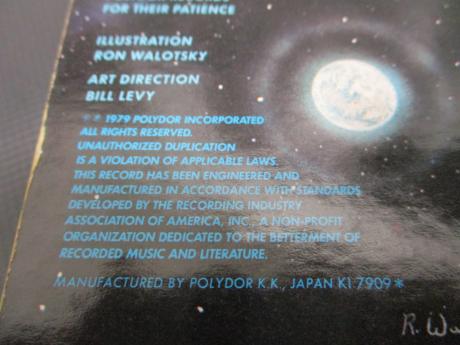 FOR THEIR PATIENCE
ILLUSTRATION
RON WALOTSKY
ART DIRECTION
BILL LEVY
℗ © 1979 POLYDOR INCORPORATED
ALL RIGHTS RESERVED.
UNAUTHORIZED DUPLICATION
IS A VIOLATION OF APPLICABLE LAWS.
THIS RECORD HAS BEEN ENGINEERED AND
MANUFACTURED IN ACCORDANCE WITH STANDARDS
DEVELOPED BY THE RECORDING INDUSTRY
ASSOCIATION OF AMERICA, INC., A NON-PROFIT
ORGANIZATION DEDICATED TO THE BETTERMENT OF
RECORDED MUSIC AND LITERATURE.
MANUFACTURED BY POLYDOR K.K., JAPAN KI 7909*
R.